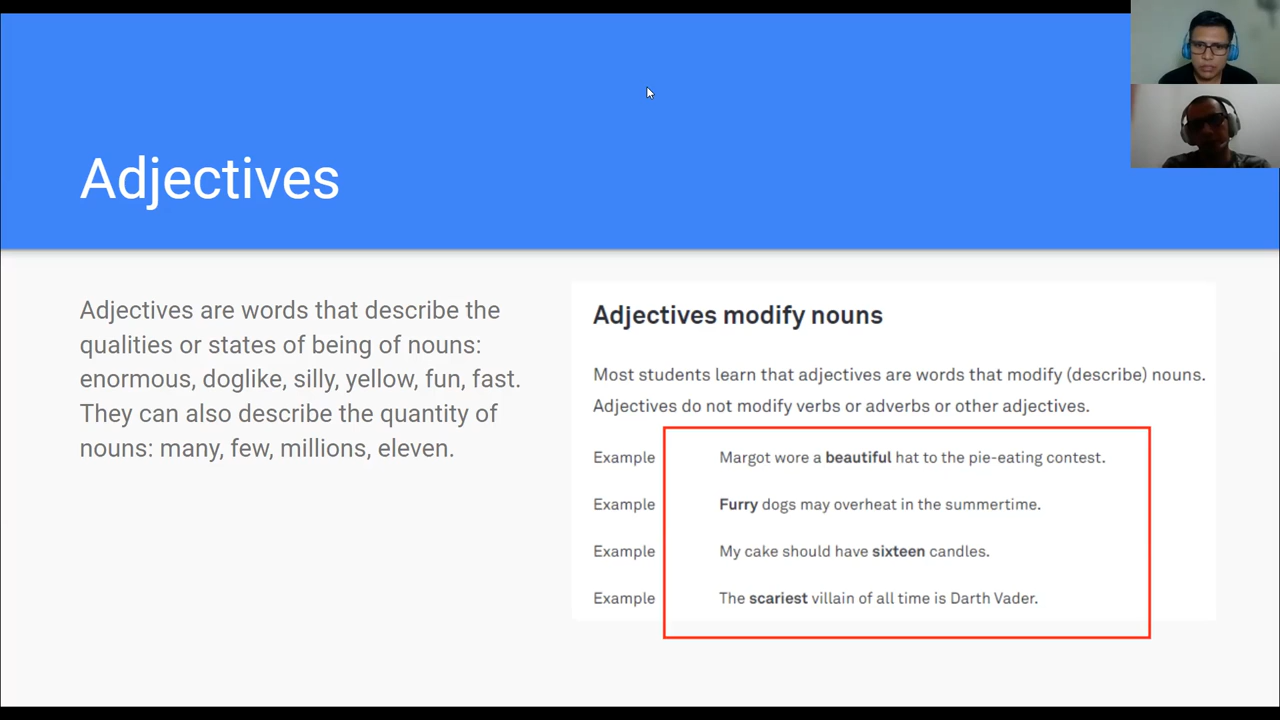 Adjectives
Adjectives are words that describe the
qualities or states of being of nouns:
enormous, doglike, silly, yellow, fun, fast.
They can also describe the quantity of
nouns: many, few, millions, eleven.
Adjectives modify nouns
Most students learn that adjectives are words that modify (describe) nouns.
Adjectives do not modify verbs or adverbs or other adjectives.
Example Margot wore a beautiful hat to the pie-eating contest.
Example Furry dogs may overheat in the summertime.
Example My cake should have sixteen candles.
Example The scariest villain of all time is Darth Vader.